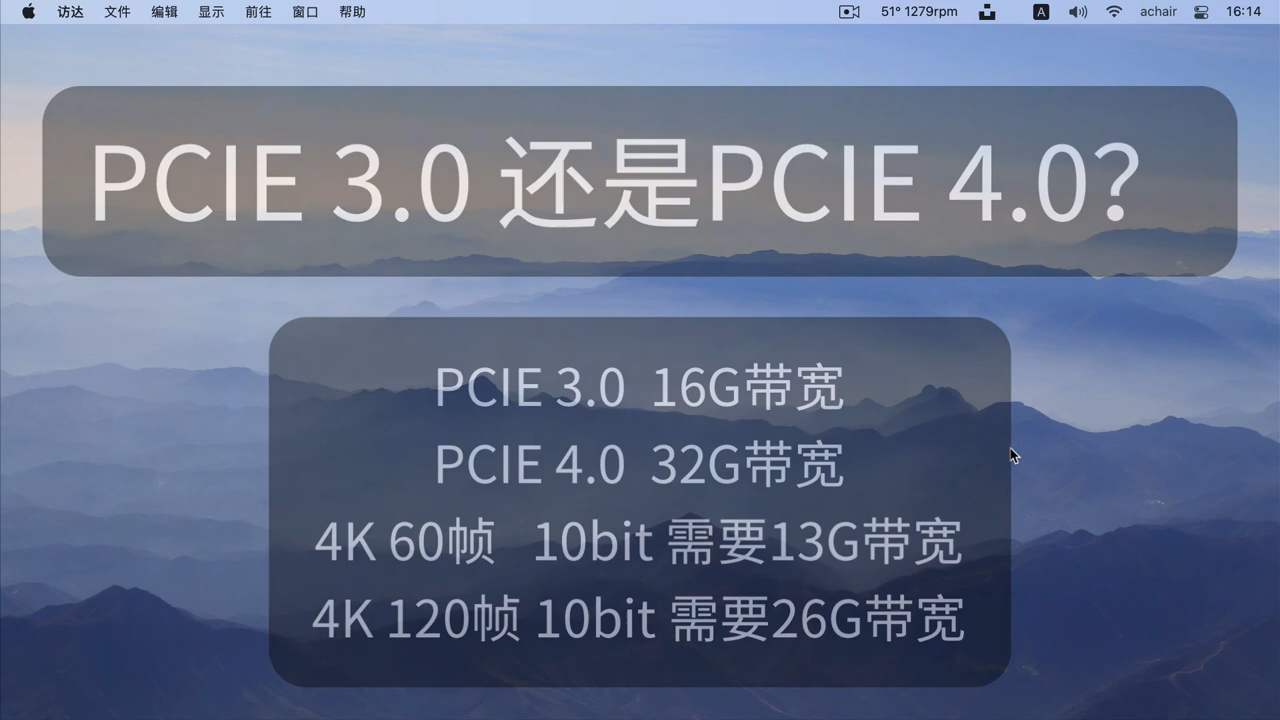 访达 文件 编辑 显示 前往 窗口 帮助 51° 1279rpm A achair 16:14
PCIE 3.0 还是PCIE 4.0?
PCIE 3.0 16G带宽
PCIE 4.0 32G带宽
4K 60帧 10bit 需要13G带宽
4K 120帧 10bit 需要26G带宽